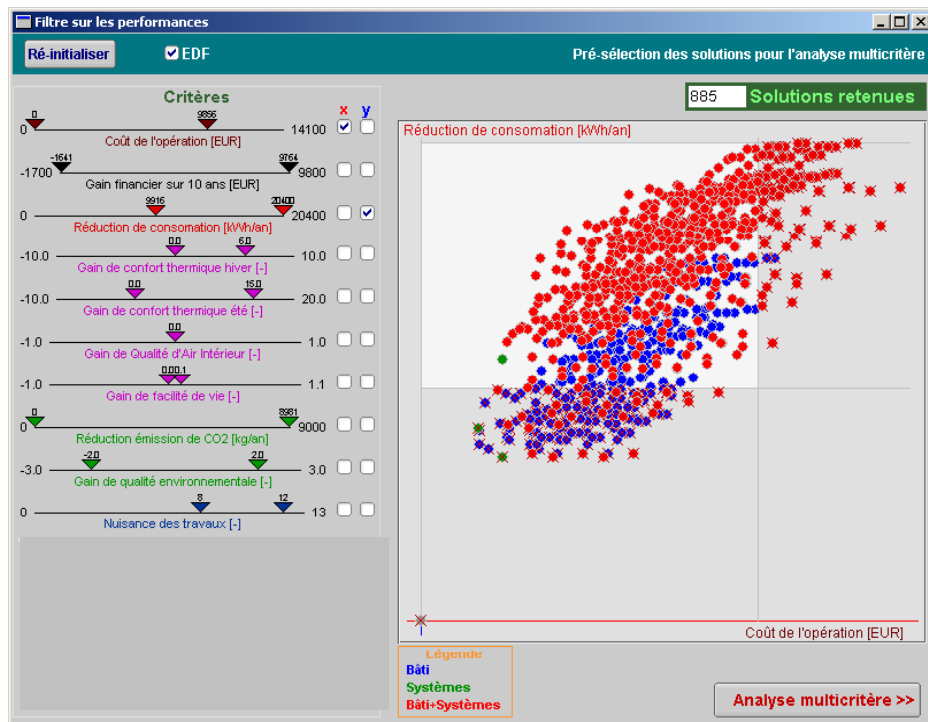 Filtre sur les performances
Ré-initialiser
EDF
Pré-sélection des solutions pour l'analyse multicritère
885 Solutions retenues
Critères
x y
0 9866
0 14100
Coût de l'opération [EUR]
-1641 9764
-1700 9800
Gain financier sur 10 ans [EUR]
9916 20400
0 20400
Réduction de consomation [kWh/an]
0.0 6.0
-10.0 10.0
Gain de confort thermique hiver [-]
0.0 15.0
-10.0 20.0
Gain de confort thermique été [-]
0.0
-1.0 1.0
Gain de Qualité d'Air Intérieur [-]
0.00.1
-1.0 1.1
Gain de facilité de vie [-]
0 8981
0 9000
Réduction émission de CO2 [kg/an]
-2.0 2.0
-3.0 3.0
Gain de qualité environnementale [-]
8 12
0 13
Nuisance des travaux [-]
Réduction de consomation [kWh/an]
Coût de l'opération [EUR]
Légende
Bâti
Systèmes
Bâti+Systèmes
Analyse multicritère >>